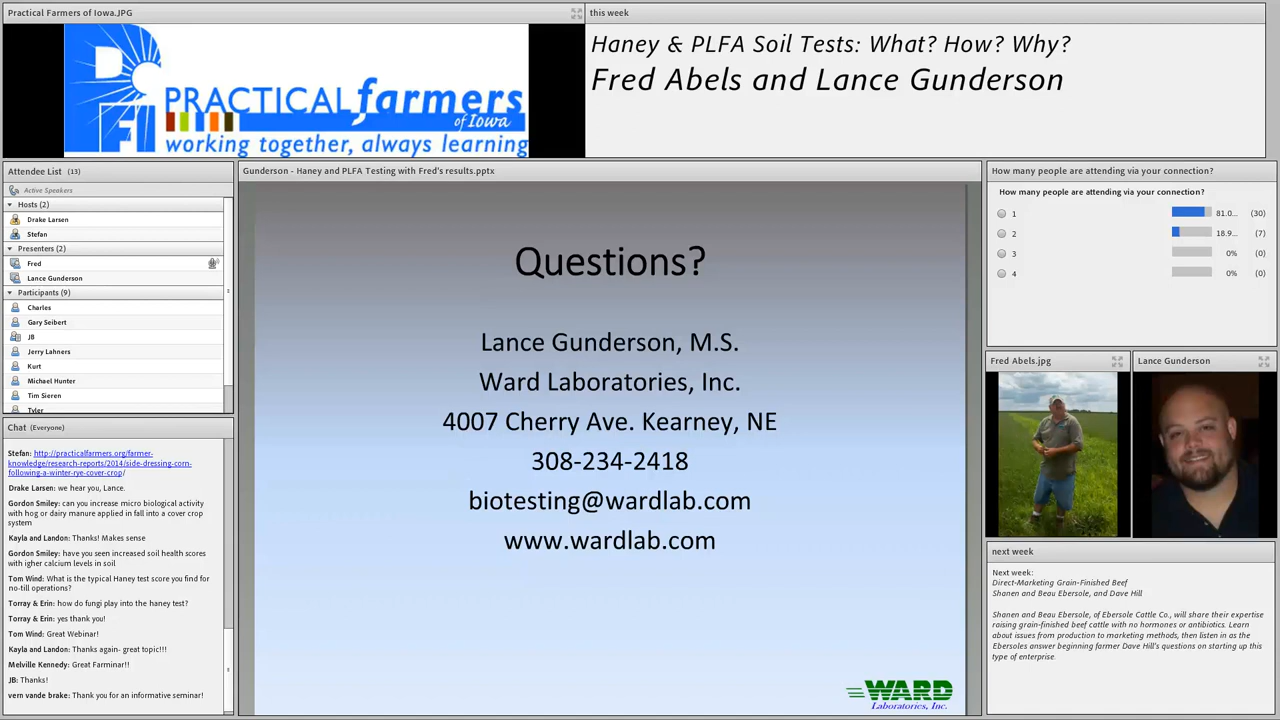 Practical Farmers of Iowa.JPG
PRACTICAL farmers
of Iowa
PFI
working together, always learning
this week
Haney & PLFA Soil Tests: What? How? Why?
Fred Abels and Lance Gunderson
Attendee List (13)
Active Speakers
Hosts (2)
Drake Larsen
Stefan
Presenters (2)
Fred
Lance Gunderson
Participants (9)
Charles
Gary Seibert
JB
Jerry Lahners
Kurt
Michael Hunter
Tim Sieren
Tyler
Chat (Everyone)
Stefan: http://practicalfarmers.org/farmer-
knowledge/research-reports/2014/side-dressing-corn-
following-a-winter-rye-cover-crop/
Drake Larsen: we hear you, Lance.
Gordon Smiley: can you increase micro biological activity
with hog or dairy manure applied in fall into a cover crop
system
Kayla and Landon: Thanks! Makes sense
Gordon Smiley: have you seen increased soil health scores
with igher calcium levels in soil
Tom Wind: What is the typical Haney test score you find for
no-till operations?
Torray & Erin: how do fungi play into the haney test?
Torray & Erin: yes thank you!
Tom Wind: Great Webinar!
Kayla and Landon: Thanks again- great topic!!!
Melville Kennedy: Great Farminar!!
JB: Thanks!
vern vande brake: Thank you for an informative seminar!
Gunderson - Haney and PLFA Testing with Fred's results.pptx
Questions?
Lance Gunderson, M.S.
Ward Laboratories, Inc.
4007 Cherry Ave. Kearney, NE
308-234-2418
biotesting@wardlab.com
www.wardlab.com
WARD
Laboratories, Inc.
How many people are attending via your connection?
How many people are attending via your connection?
1 81.0... (30)
2 18.9... (7)
3 0% (0)
4 0% (0)
Fred Abels.jpg
Lance Gunderson
next week
Next week:
Direct-Marketing Grain-Finished Beef
Shanen and Beau Ebersole, and Dave Hill
Shanen and Beau Ebersole, of Ebersole Cattle Co., will share their expertise
raising grain-finished beef cattle with no hormones or antibiotics. Learn
about issues from production to marketing methods, then listen in as the
Ebersoles answer beginning farmer Dave Hill's questions on starting up this
type of enterprise.